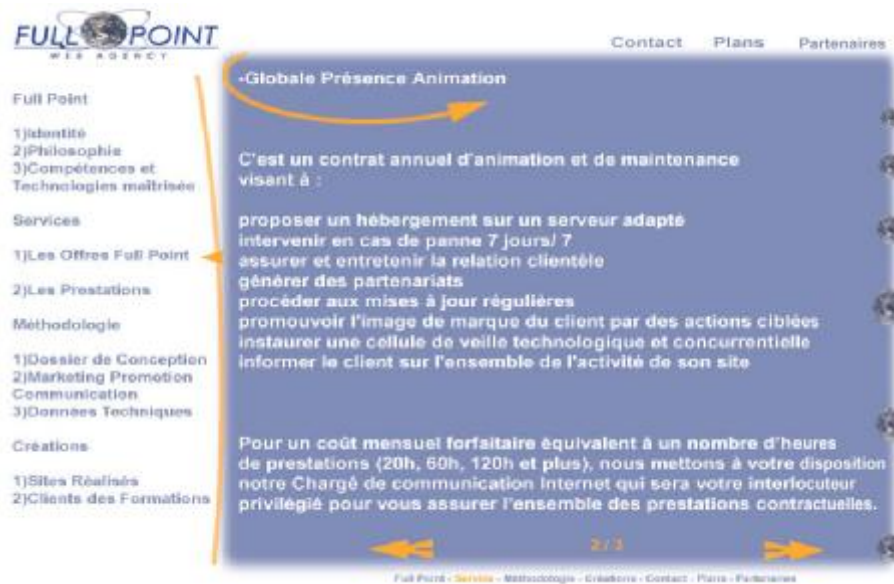 FULL POINT
WEB AGENCY
Contact Plans Partenaires
Full Point
1)Identité
2)Philosophie
3)Compétences et
Technologies maîtrisée
Services
1)Les Offres Full Point
2)Les Prestations
Méthodologie
1)Dossier de Conception
2)Marketing Promotion
Communication
3)Données Techniques
Créations
1)Sites Réalisés
2)Clients des Formations
-Globale Présence Animation
C'est un contrat annuel d'animation et de maintenance
visant à :
proposer un hébergement sur un serveur adapté
intervenir en cas de panne 7 jours/ 7
assurer et entretenir la relation clientèle
générer des partenariats
procéder aux mises à jour régulières
promouvoir l'image de marque du client par des actions ciblées
instaurer une cellule de veille technologique et concurrentielle
informer le client sur l'ensemble de l'activité de son site
Pour un coût mensuel forfaitaire équivalent à un nombre d'heures
de prestations (20h, 60h, 120h et plus), nous mettons à votre disposition
notre Chargé de communication Internet qui sera votre interlocuteur
privilégié pour vous assurer l'ensemble des prestations contractuelles.
2 / 3
Full Point - Service - Méthodologie - Créations - Contact - Plans - Partenaires